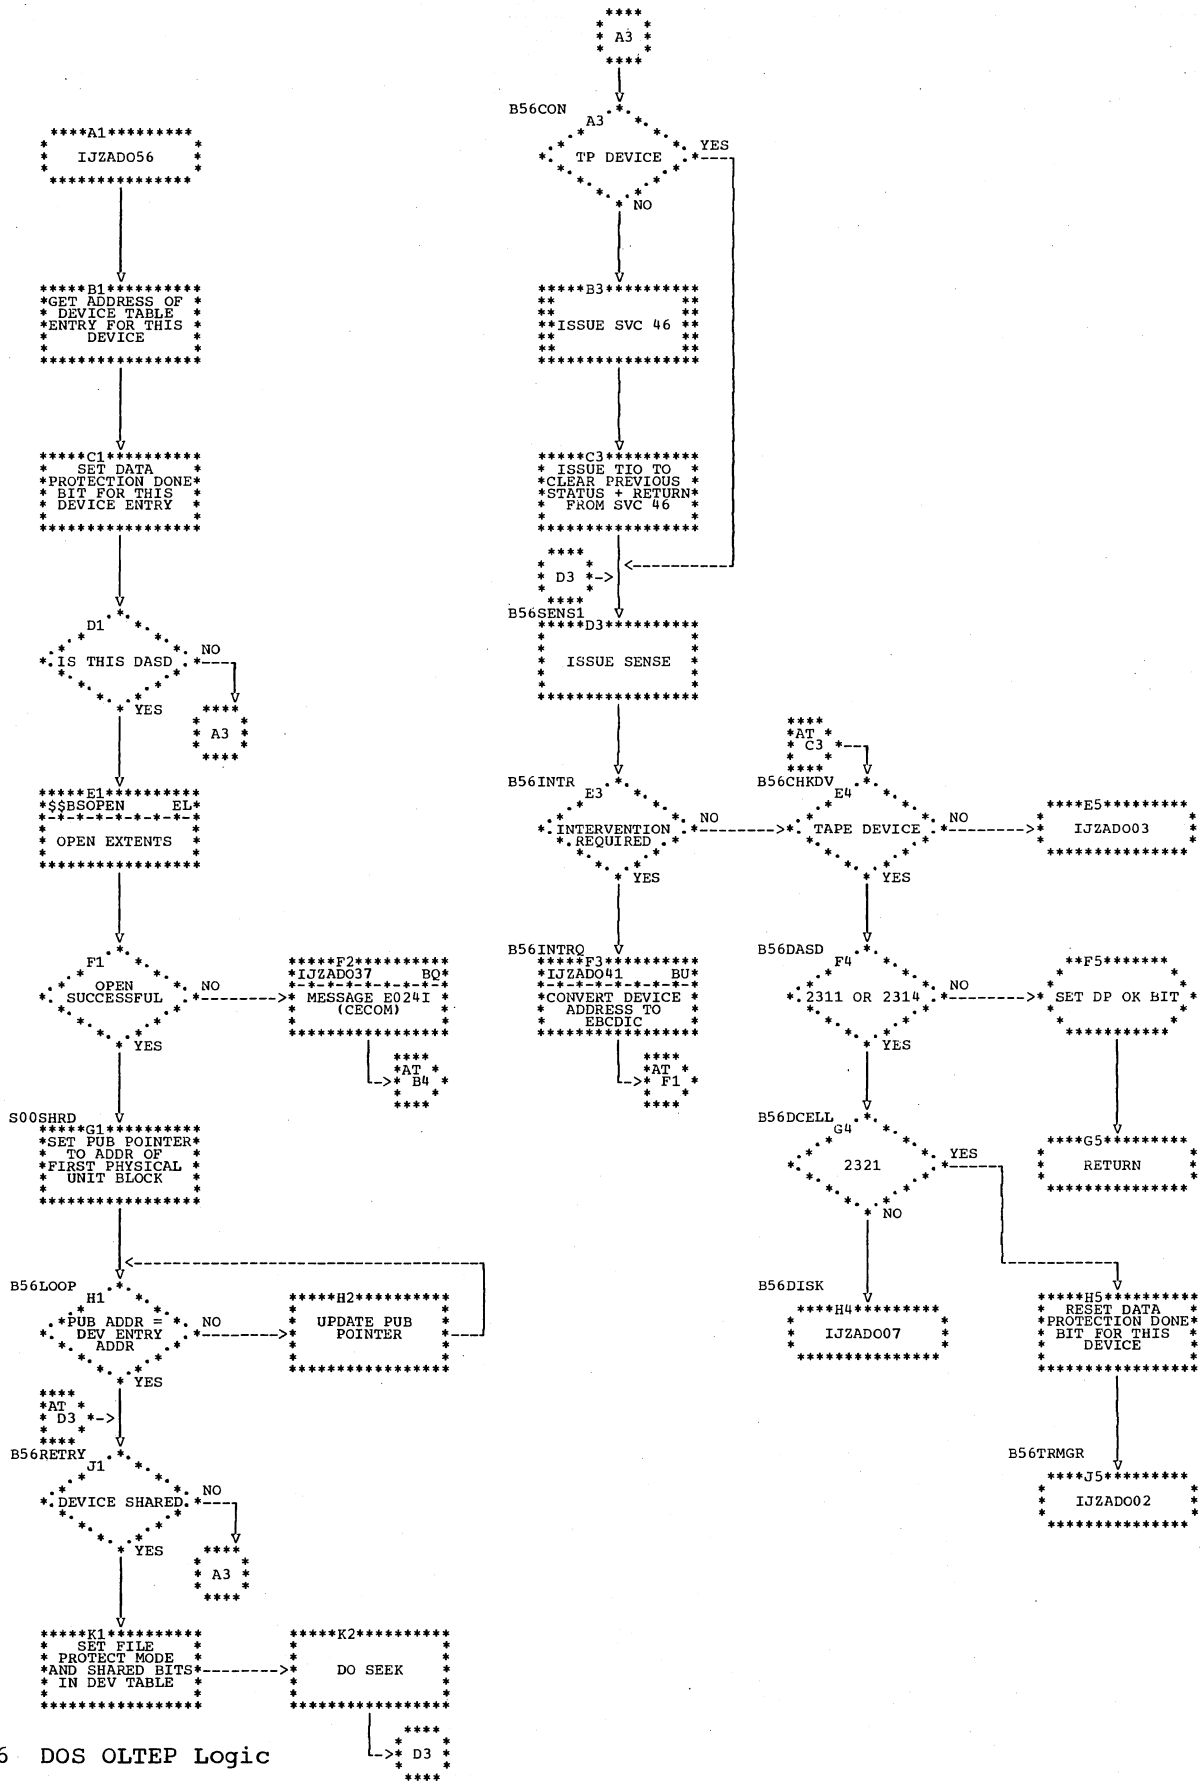 A1
IJZADO56
B1
GET ADDRESS OF
DEVICE TABLE
ENTRY FOR THIS
DEVICE
C1
SET DATA
PROTECTION DONE
BIT FOR THIS
DEVICE ENTRY
D1
IS THIS DASD
NO
YES
A3
E1
$$BSOPEN EL
OPEN EXTENTS
F1
OPEN
SUCCESSFUL
NO
YES
F2
IJZADO37 BQ
MESSAGE E024I
(CECOM)
AT
B4
S00SHRD
G1
SET PUB POINTER
TO ADDR OF
FIRST PHYSICAL
UNIT BLOCK
B56LOOP
H1
PUB ADDR =
DEV ENTRY
ADDR
NO
YES
H2
UPDATE PUB
POINTER
AT
D3
B56RETRY
J1
DEVICE SHARED
NO
YES
A3
K1
SET FILE
PROTECT MODE
AND SHARED BITS
IN DEV TABLE
K2
DO SEEK
D3
A3
B56CON
A3
TP DEVICE
YES
NO
B3
ISSUE SVC 46
C3
ISSUE TIO TO
CLEAR PREVIOUS
STATUS + RETURN
FROM SVC 46
D3
B56SENS1
D3
ISSUE SENSE
B56INTR
E3
INTERVENTION
REQUIRED
NO
YES
B56INTRQ
F3
IJZADO41 BU
CONVERT DEVICE
ADDRESS TO
EBCDIC
AT
F1
AT
C3
B56CHKDV
E4
TAPE DEVICE
NO
YES
E5
IJZADO03
B56DASD
F4
2311 OR 2314
NO
YES
F5
SET DP OK BIT
G5
RETURN
B56DCELL
G4
2321
YES
NO
B56DISK
H4
IJZADO07
H5
RESET DATA
PROTECTION DONE
BIT FOR THIS
DEVICE
B56TRMGR
J5
IJZADO02
6 DOS OLTEP Logic